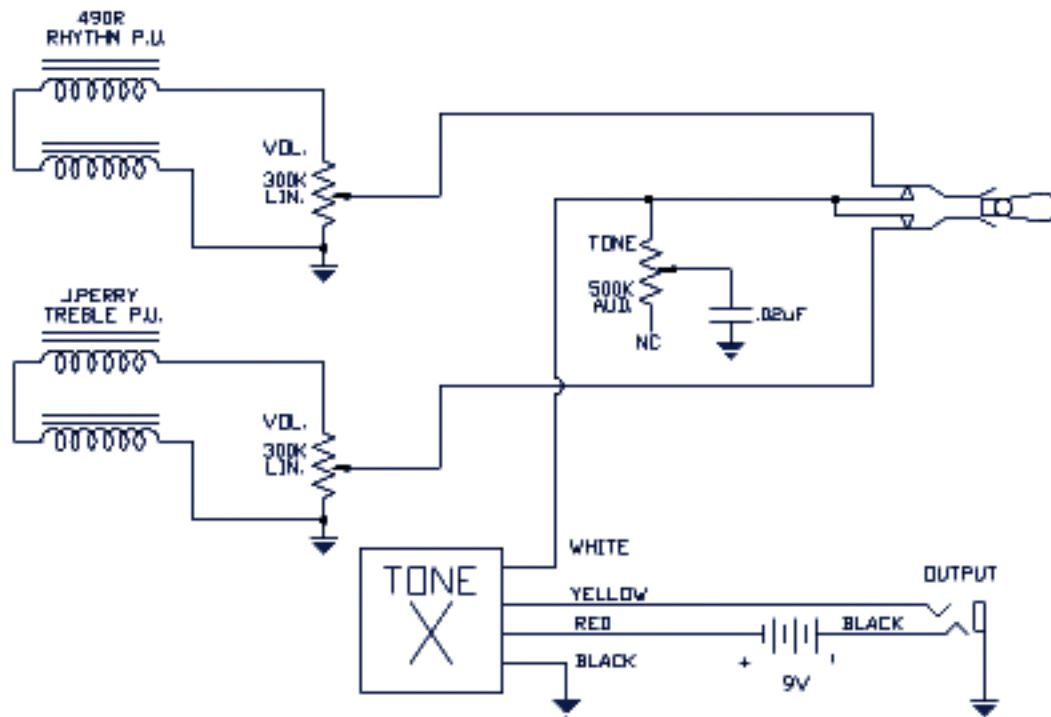 490R
RHYTHN P.U.
VOL.
300K
LIN.
J.PERRY
TREBLE P.U.
VOL.
300K
LIN.
TONE
500K
AUD.
NC
.02uF
TONE
X
WHITE
YELLOW
RED
BLACK
+
9V
-
BLACK
OUTPUT